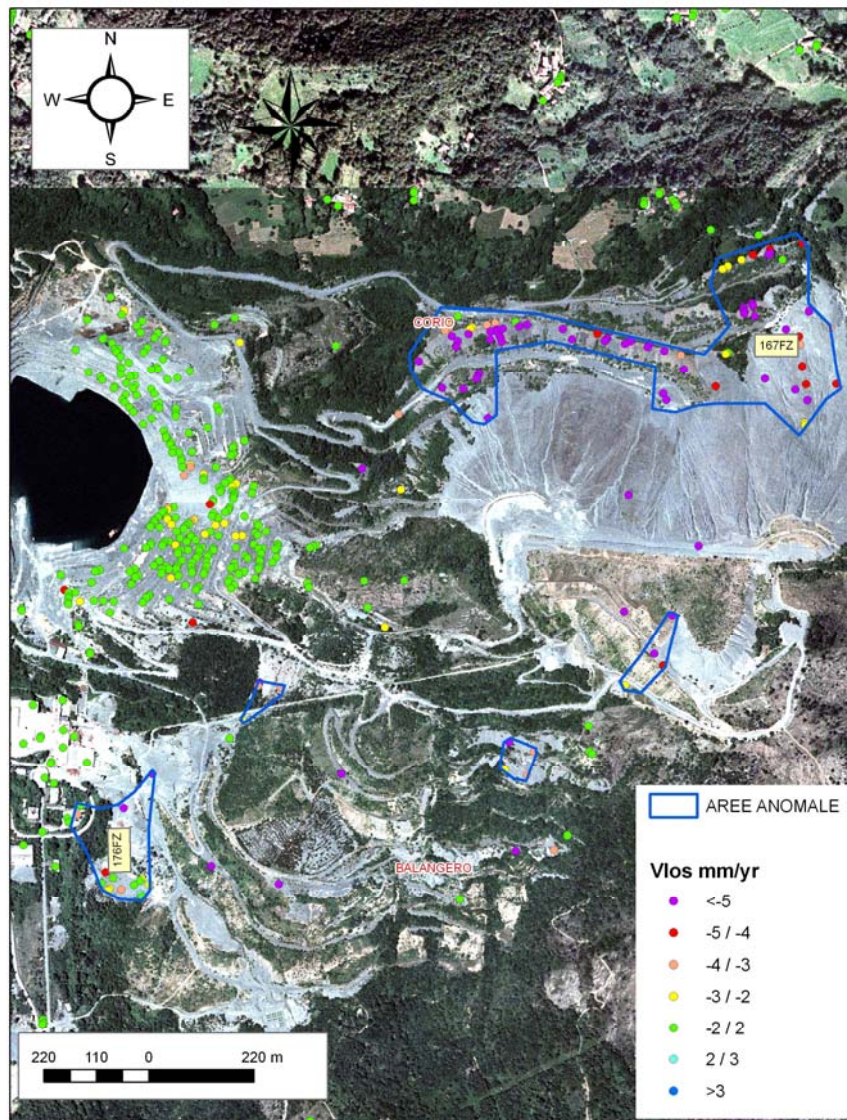 N
W E
S
CORIO
167FZ
176FZ
BALANGERO
AREE ANOMALE
Vlos mm/yr
<-5
-5 / -4
-4 / -3
-3 / -2
-2 / 2
2 / 3
>3
220 110 0 220 m